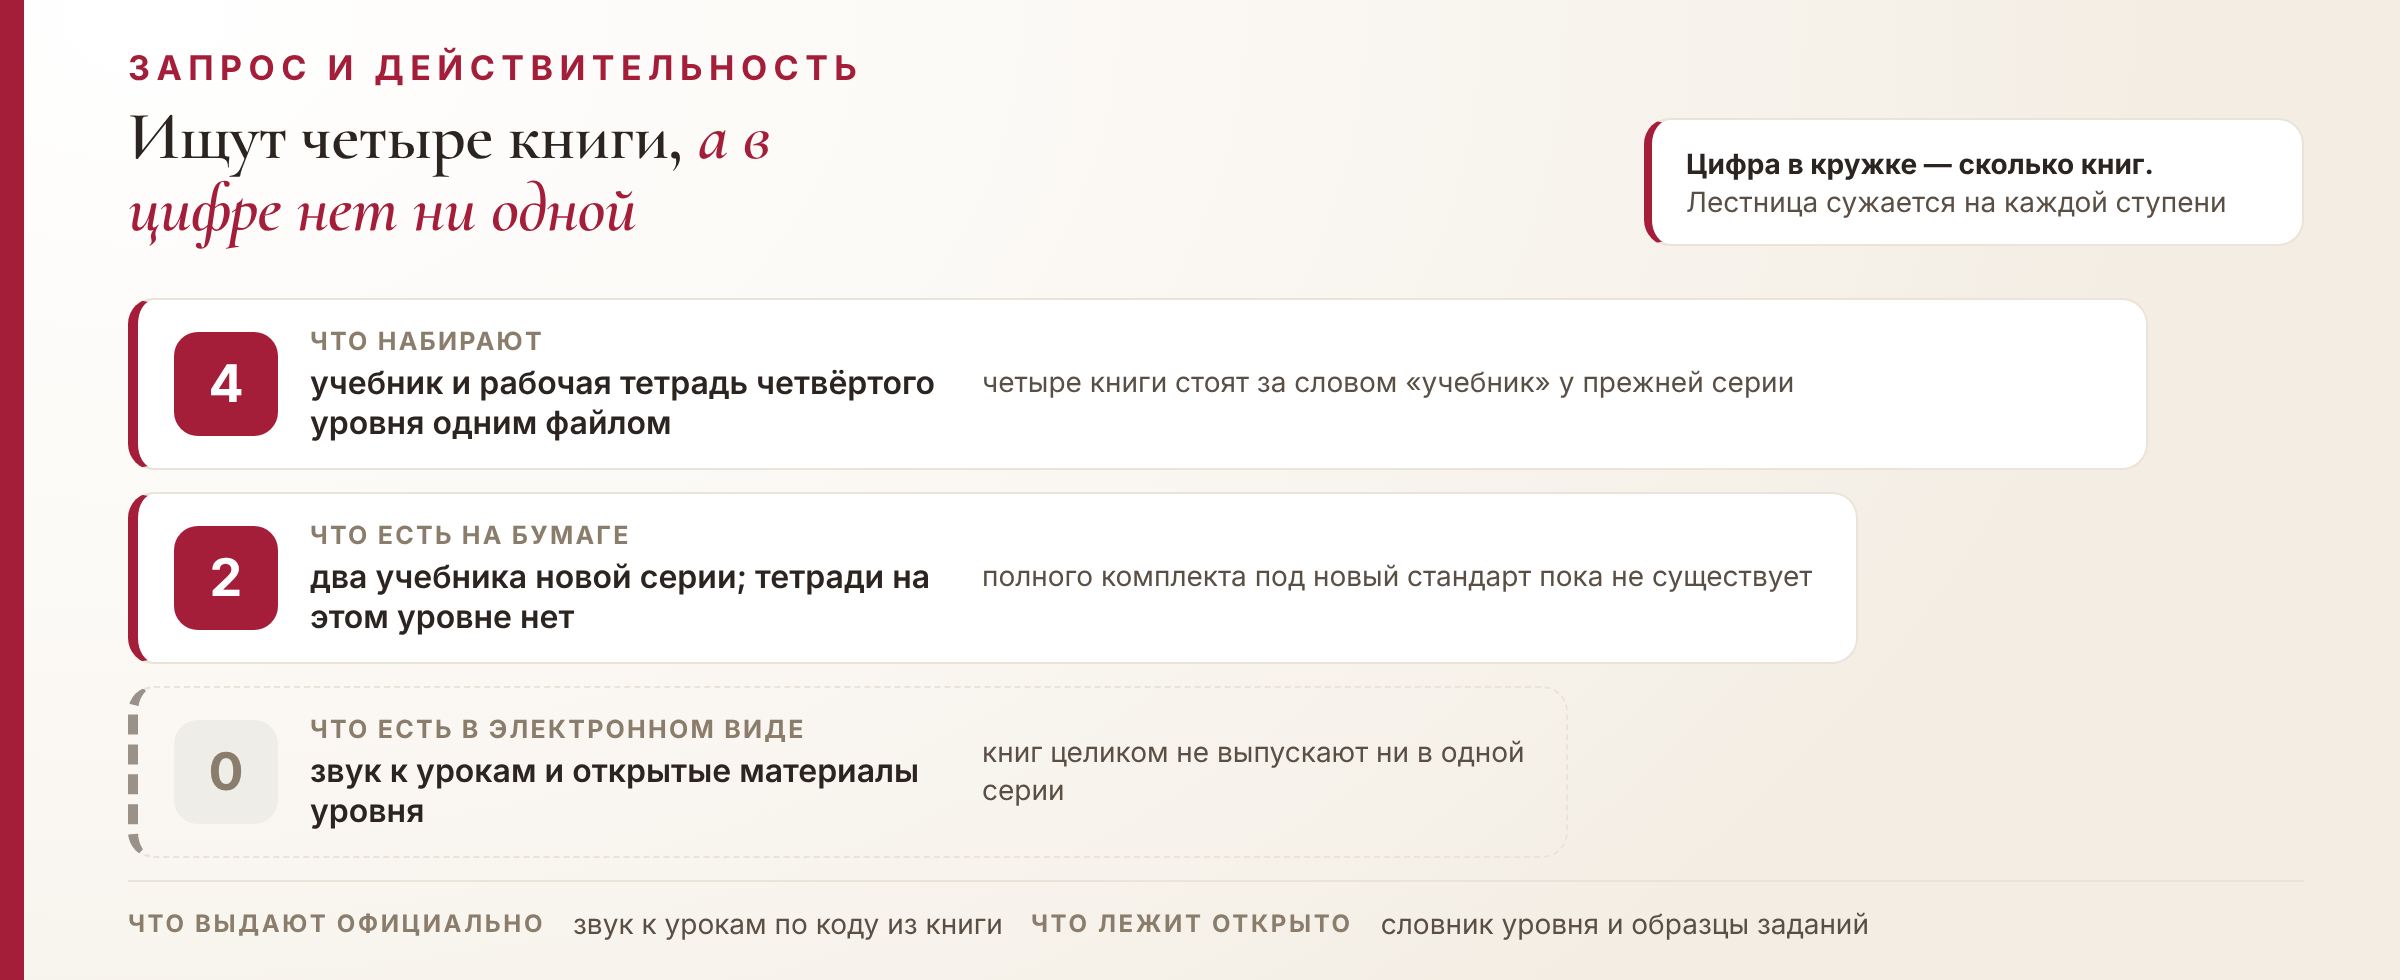 ЗАПРОС И ДЕЙСТВИТЕЛЬНОСТЬ
Ищут четыре книги, а в
цифре нет ни одной
Цифра в кружке — сколько книг.
Лестница сужается на каждой ступени
4
ЧТО НАБИРАЮТ
учебник и рабочая тетрадь четвёртого
уровня одним файлом
четыре книги стоят за словом «учебник» у прежней серии
2
ЧТО ЕСТЬ НА БУМАГЕ
два учебника новой серии; тетради на
этом уровне нет
полного комплекта под новый стандарт пока не существует
0
ЧТО ЕСТЬ В ЭЛЕКТРОННОМ ВИДЕ
звук к урокам и открытые материалы
уровня
книг целиком не выпускают ни в одной
серии
ЧТО ВЫДАЮТ ОФИЦИАЛЬНО звук к урокам по коду из книги ЧТО ЛЕЖИТ ОТКРЫТО словник уровня и образцы заданий